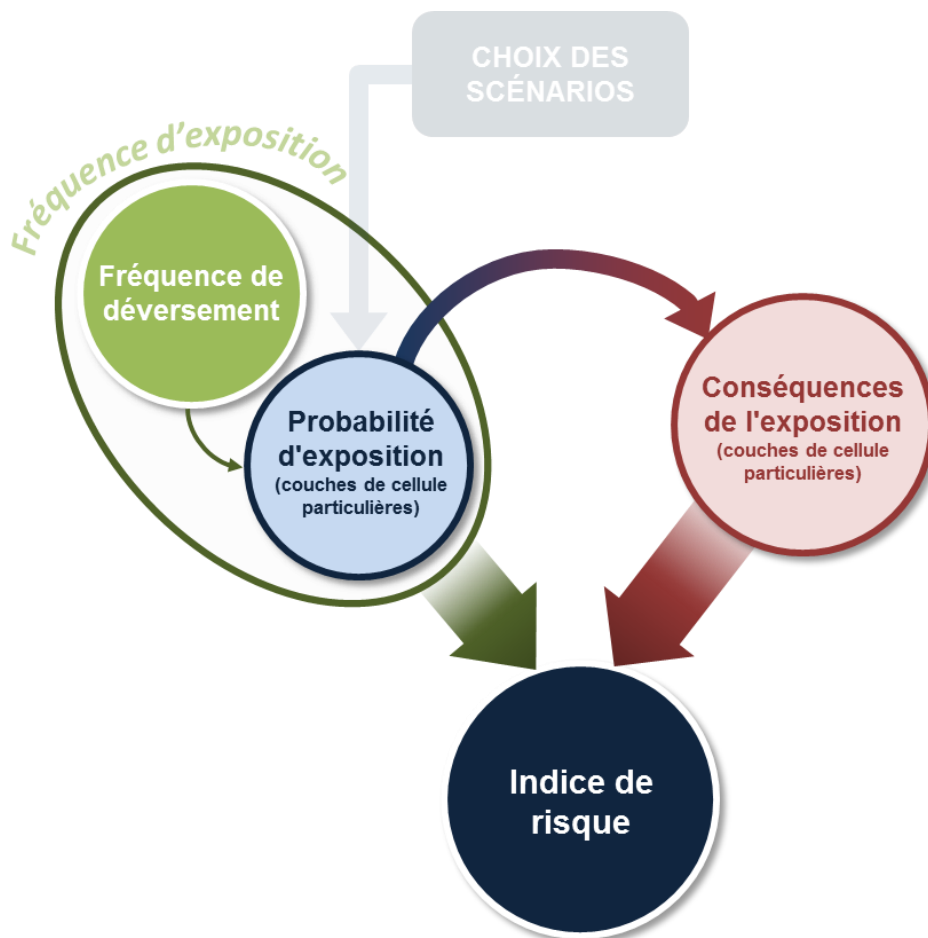 CHOIX DES
SCÉNARIOS
Fréquence d’exposition
Fréquence de
déversement
Probabilité
d'exposition
(couches de cellule
particulières)
Conséquences
de l'exposition
(couches de cellule
particulières)
Indice de
risque